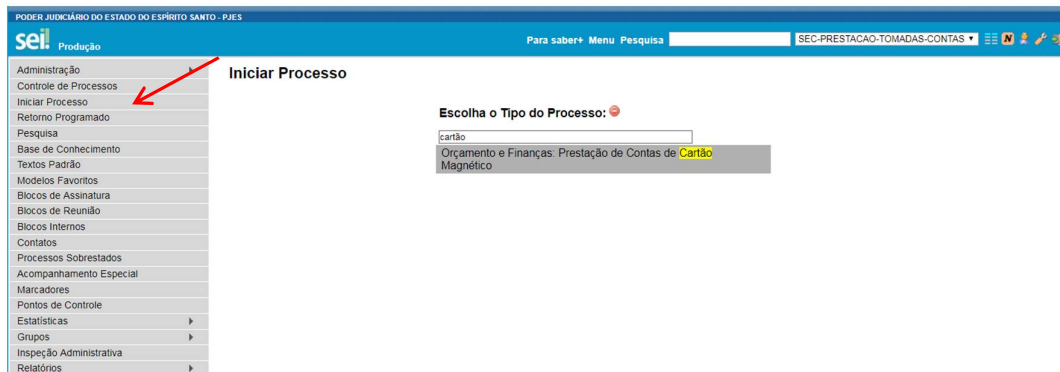 PODER JUDICIÁRIO DO ESTADO DO ESPÍRITO SANTO - PJES
sei! Produção
Para saber+ Menu Pesquisa
SEC-PRESTACAO-TOMADAS-CONTAS
N
Administração
Controle de Processos
Iniciar Processo
Retorno Programado
Pesquisa
Base de Conhecimento
Textos Padrão
Modelos Favoritos
Blocos de Assinatura
Blocos de Reunião
Blocos Internos
Contatos
Processos Sobrestados
Acompanhamento Especial
Marcadores
Pontos de Controle
Estatísticas
Grupos
Inspeção Administrativa
Relatórios
Iniciar Processo
Escolha o Tipo do Processo:
cartão
Orçamento e Finanças: Prestação de Contas de Cartão
Magnético